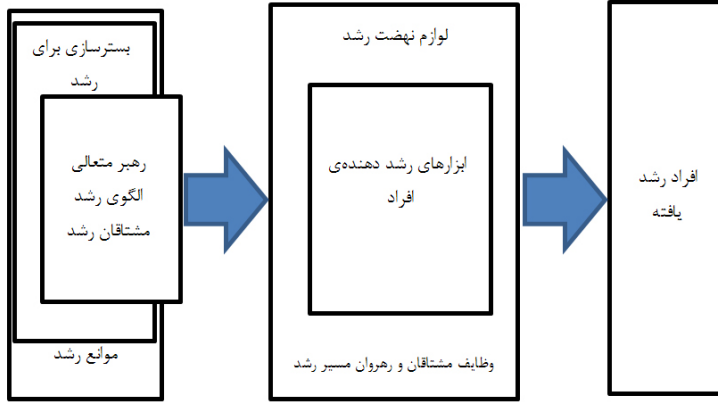 بسترسازی برای
رشد
رهبر متعالی
الگوی رشد
مشتاقان رشد
موانع رشد
لوازم نهضت رشد
ابزارهای رشد دهنده‌ی
افراد
وظایف مشتاقان و رهروان مسیر رشد
افراد رشد
یافته